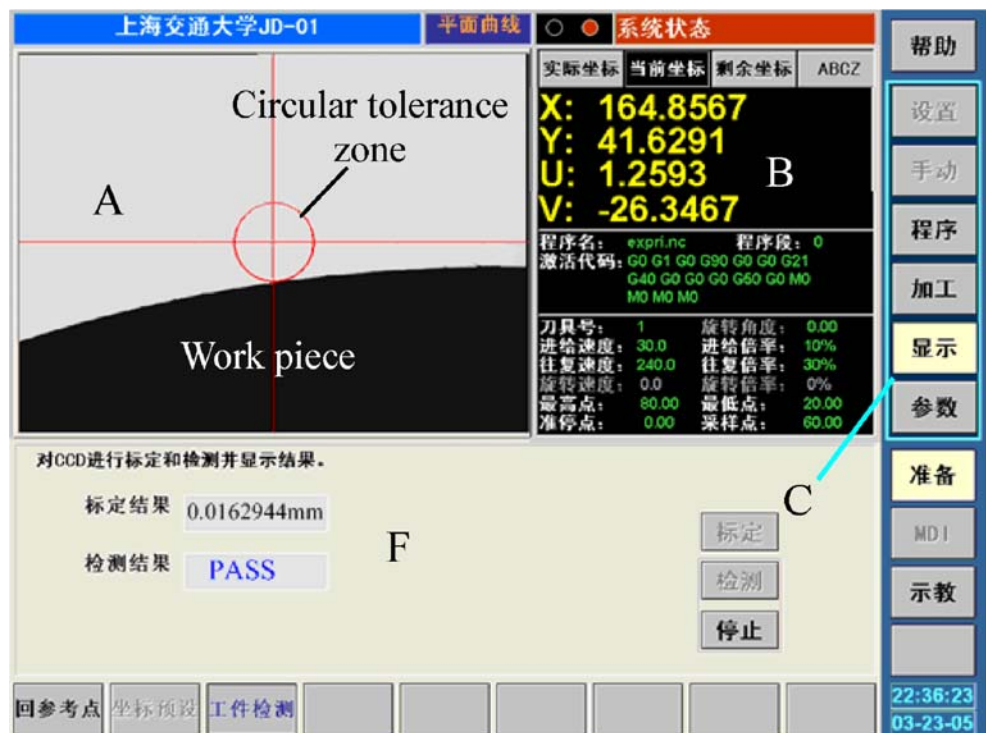 上海交通大学JD-01
平面曲线
系统状态
帮助
实际坐标 当前坐标 剩余坐标 ABCZ
X: 164.8567
Y: 41.6291
U: 1.2593
V: -26.3467
A
Circular tolerance
zone
Work piece
B
程序名: expri.nc 程序段: 0
激活代码: G0 G1 G0 G90 G0 G0 G21
G40 G0 G0 G0 G50 G0 M0
M0 M0 M0
刀具号: 1 旋转角度: 0.00
进给速度: 30.0 进给倍率: 10%
往复速度: 240.0 往复倍率: 30%
旋转速度: 0.0 旋转倍率: 0%
最高点: 80.00 最低点: 20.00
准停点: 0.00 采样点: 60.00
设置
手动
程序
加工
显示
参数
C
准备
MDI
示教
对CCD进行标定和检测并显示结果。
标定结果 0.0162944mm
检测结果 PASS
F
标定
检测
停止
回参考点 坐标预设 工件检测
22:36:23
03-23-05